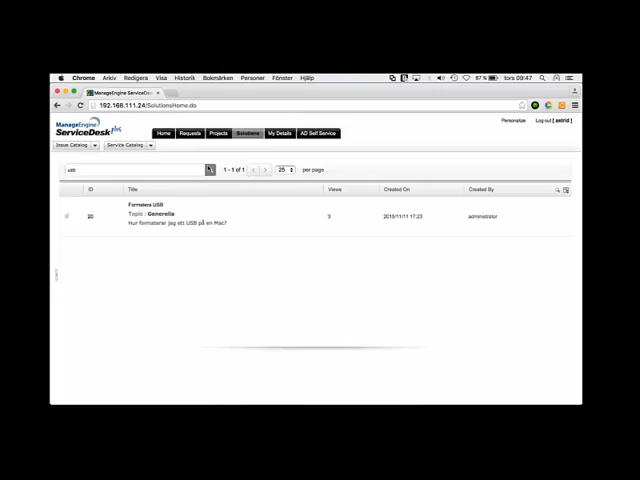 Chrome Arkiv Redigera Visa Historik Bokmärken Personer Fönster Hjälp 97 % tors 09:47
ManageEngine ServiceDes
192.168.111.24/SolutionsHome.do
ManageEngine
ServiceDesk plus
Personalize Log out [ astrid ]
Home Requests Projects Solutions My Details AD Self Service
Issue Catalog Service Catalog
usb 1 - 1 of 1 25 per page
ID Title Views Created On Created By
Formatera USB
20 Topic : Generella 3 2015/11/11 17:23 administrator
Hur formaterar jag ett USB på en Mac?